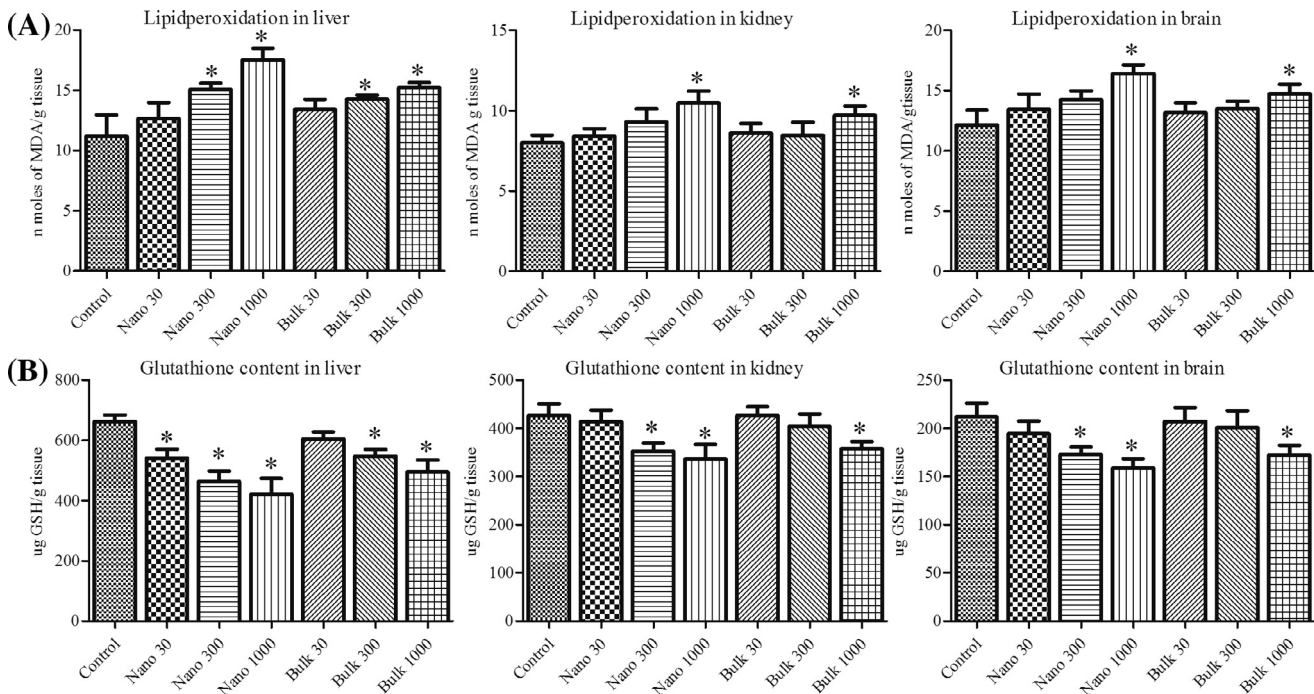 (A)
Lipidperoxidation in liver
n moles of MDA/g tissue
20
15
10
5
0
*
*
*
*
Control
Nano 30
Nano 300
Nano 1000
Bulk 30
Bulk 300
Bulk 1000
Lipidperoxidation in kidney
n moles of MDA g tissue
15
10
5
0
*
*
Control
Nano 30
Nano 300
Nano 1000
Bulk 30
Bulk 300
Bulk 1000
Lipidperoxidation in brain
n moles of MDA/gtissue
20
15
10
5
0
*
*
Control
Nano 30
Nano 300
Nano 1000
Bulk 30
Bulk 300
Bulk 1000
(B)
Glutathione content in liver
ug GSH/g tissue
800
600
400
200
0
*
*
*
*
*
Control
Nano 30
Nano 300
Nano 1000
Bulk 30
Bulk 300
Bulk 1000
Glutathione content in kidney
ug GSH/g tissue
500
400
300
200
100
0
*
*
*
Control
Nano 30
Nano 300
Nano 1000
Bulk 30
Bulk 300
Bulk 1000
Glutathione content in brain
ug GSH/g tissue
250
200
150
100
50
0
*
*
*
Control
Nano 30
Nano 300
Nano 1000
Bulk 30
Bulk 300
Bulk 1000